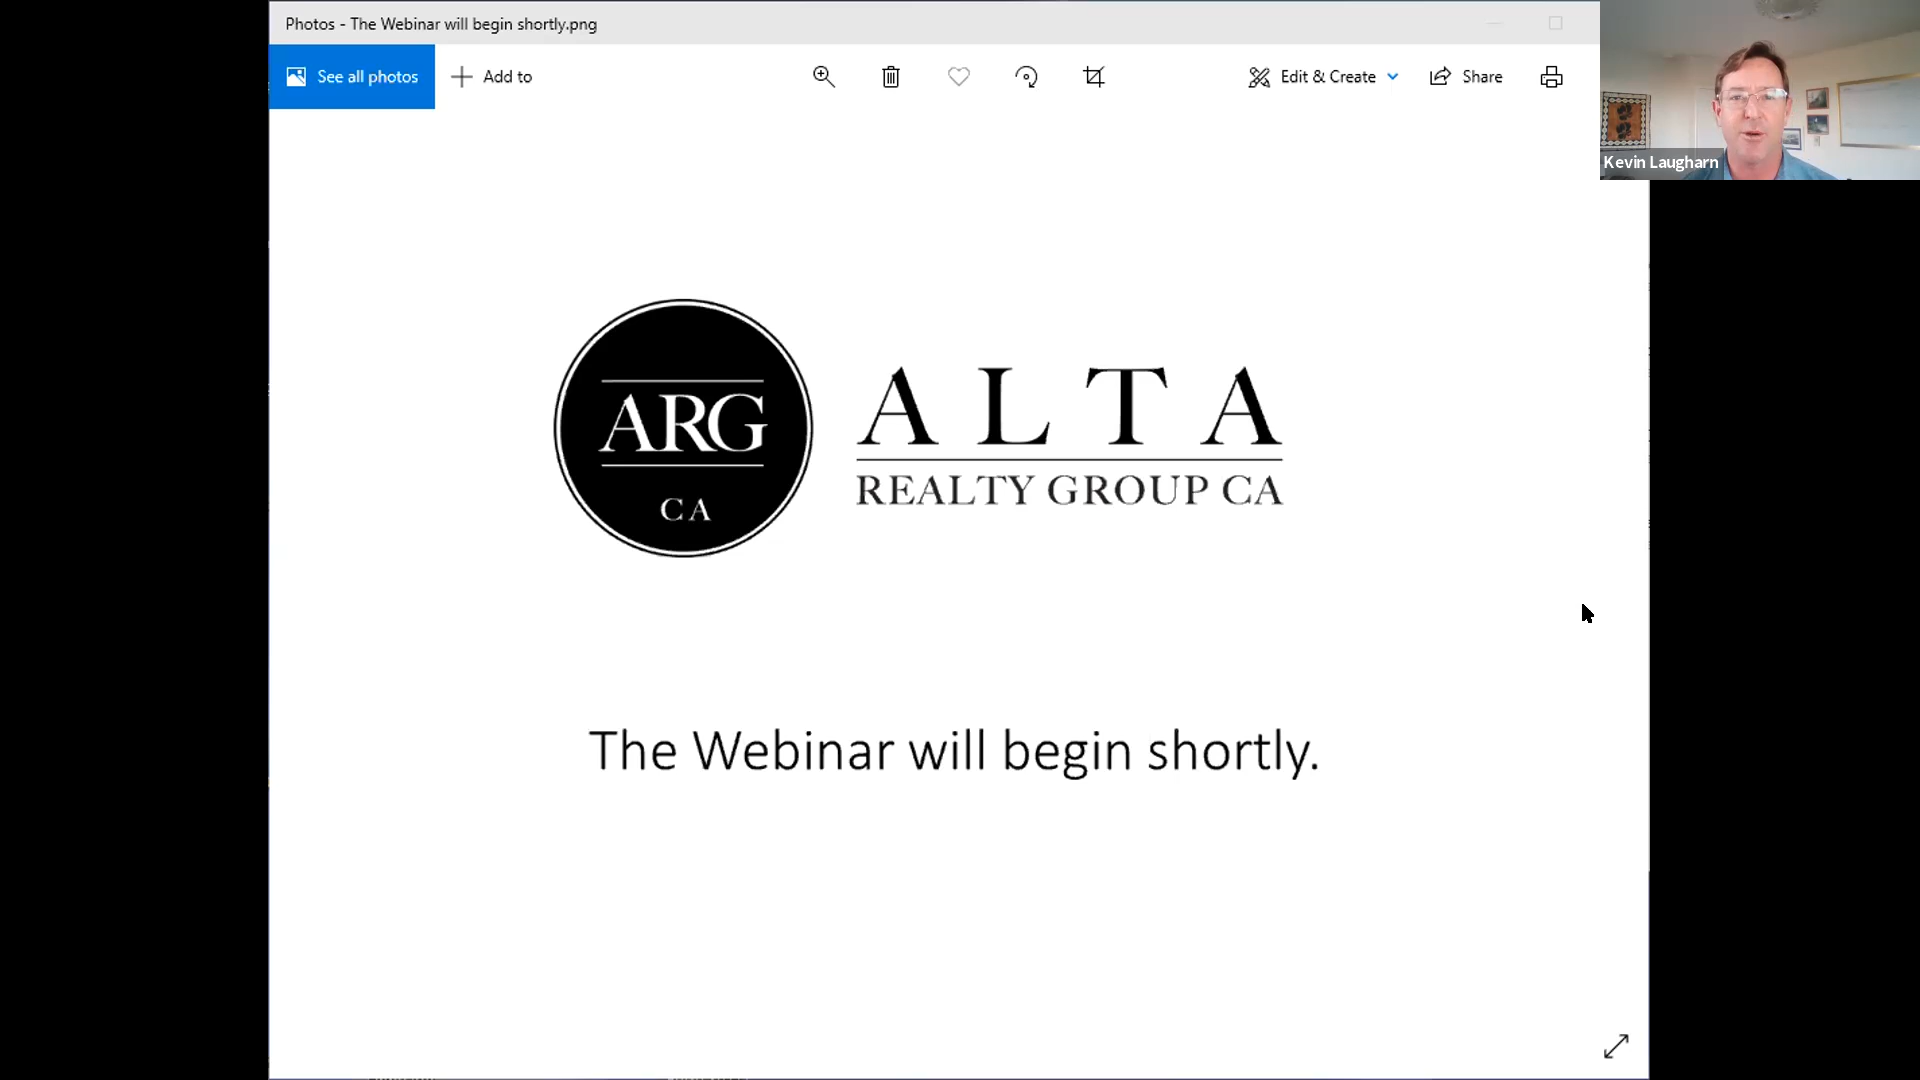 Photos - The Webinar will begin shortly.png
See all photos
Add to
Edit & Create
Share
Kevin Laugharn
ARG
CA
ALTA
REALTY GROUP CA
The Webinar will begin shortly.